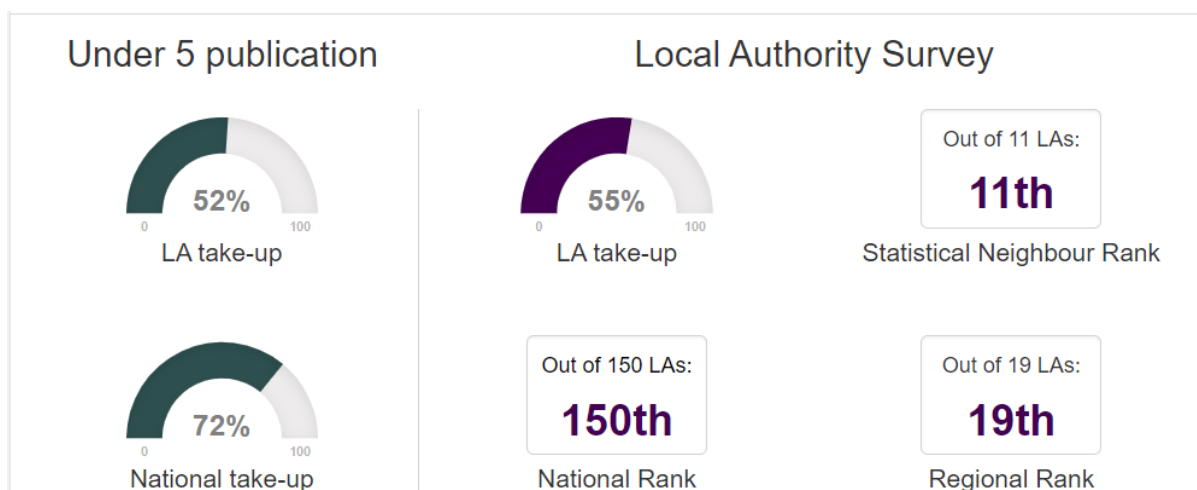 Under 5 publication
Local Authority Survey
52%
0
100
LA take-up
55%
0
100
LA take-up
Out of 11 LAs:
11th
Statistical Neighbour Rank
72%
0
100
National take-up
Out of 150 LAs:
150th
National Rank
Out of 19 LAs:
19th
Regional Rank